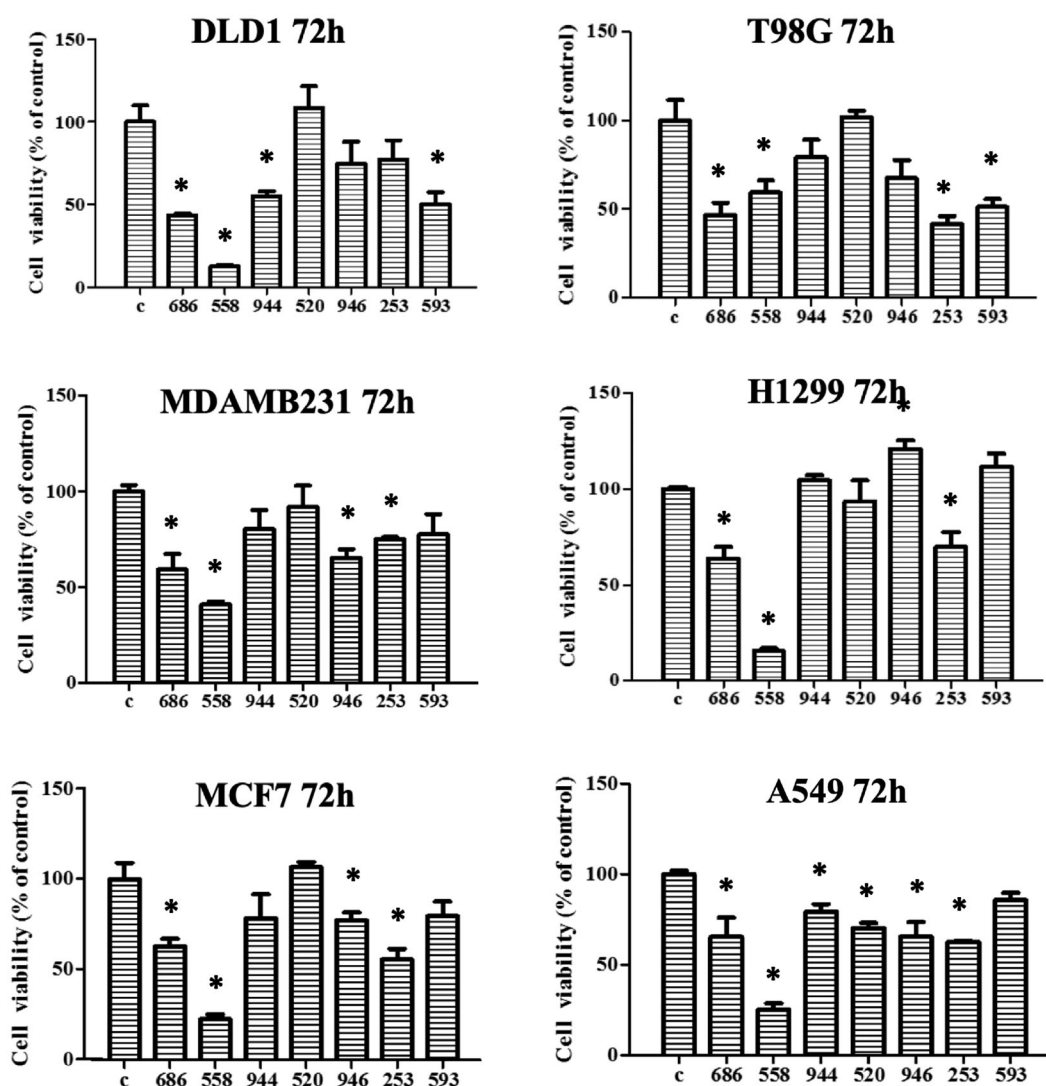 DLD1 72h
150
100
50
0
Cell viability (% of control)
* * * *
c 686 558 944 520 946 253 593
T98G 72h
150
100
50
0
Cell viability (% of control)
* * * *
c 686 558 944 520 946 253 593
MDAMB231 72h
150
100
50
0
Cell viability (% of control)
* * * *
c 686 558 944 520 946 253 593
H1299 72h
150
100
50
0
Cell viability (% of control)
* * * *
c 686 558 944 520 946 253 593
MCF7 72h
150
100
50
0
Cell viability (% of control)
* * * *
c 686 558 944 520 946 253 593
A549 72h
150
100
50
0
Cell viability (% of control)
* * * * * *
c 686 558 944 520 946 253 593